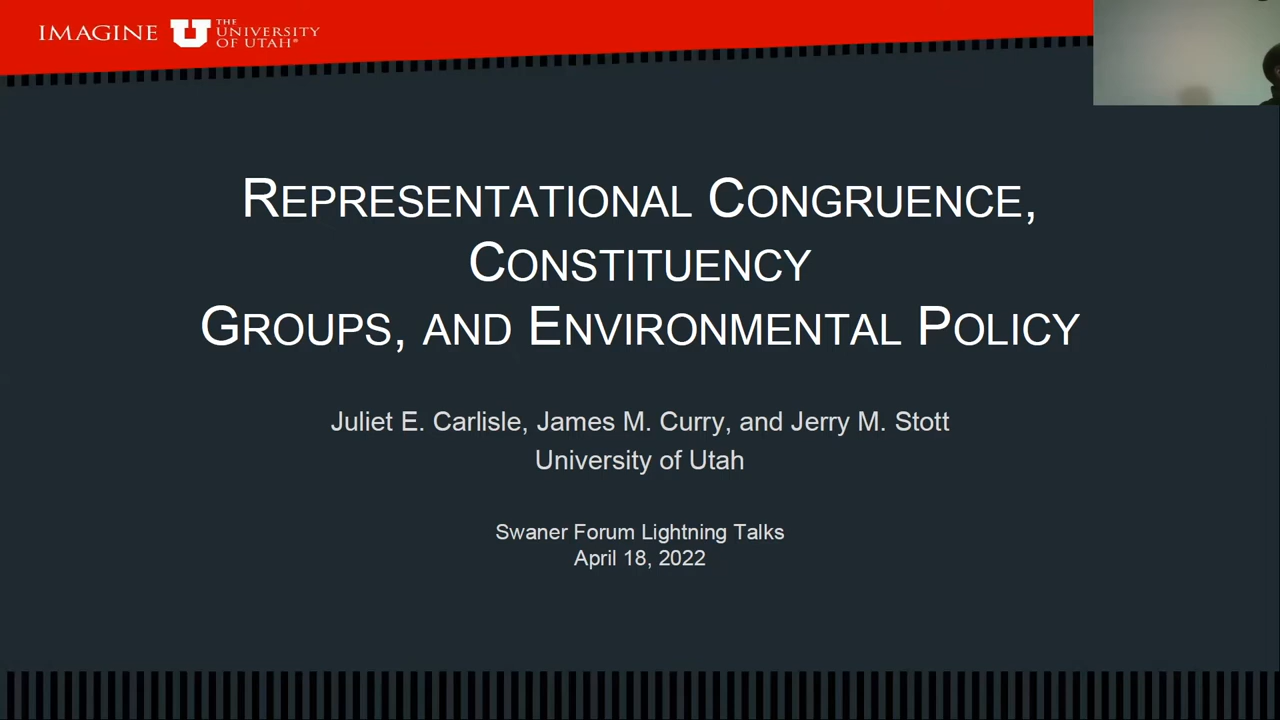 IMAGINE THE UNIVERSITY OF UTAH®
REPRESENTATIONAL CONGRUENCE,
CONSTITUENCY
GROUPS, AND ENVIRONMENTAL POLICY
Juliet E. Carlisle, James M. Curry, and Jerry M. Stott
University of Utah
Swaner Forum Lightning Talks
April 18, 2022